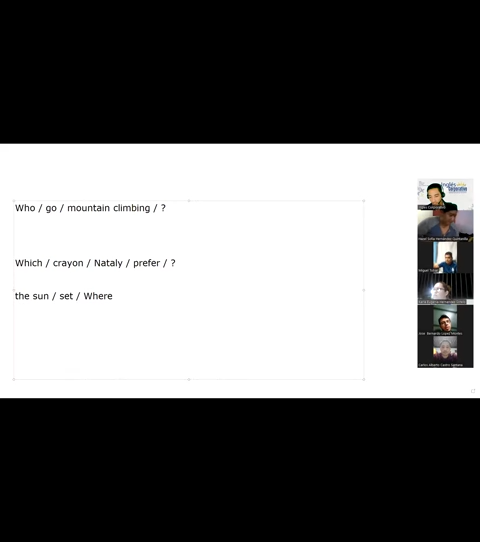 Who / go / mountain climbing / ?
Which / crayon / Nataly / prefer / ?
the sun / set / Where